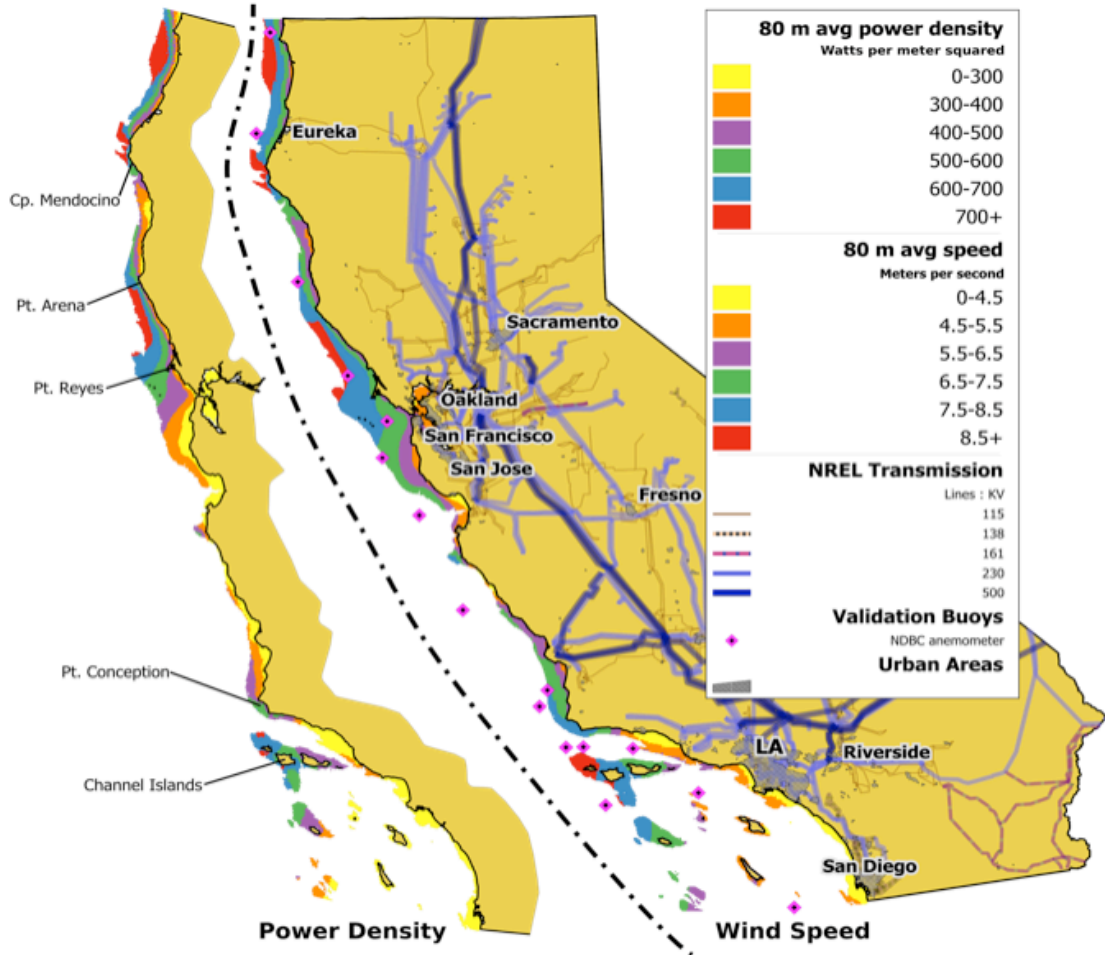 80 m avg power density
Watts per meter squared
0-300
300-400
400-500
500-600
600-700
700+
80 m avg speed
Meters per second
0-4.5
4.5-5.5
5.5-6.5
6.5-7.5
7.5-8.5
8.5+
NREL Transmission
Lines : KV
115
138
161
230
500
Validation Buoys
NDBC anemometer
Urban Areas
Eureka
Cp. Mendocino
Pt. Arena
Sacramento
Pt. Reyes
Oakland
San Francisco
San Jose
Fresno
Pt. Conception
LA
Riverside
Channel Islands
San Diego
Power Density
Wind Speed